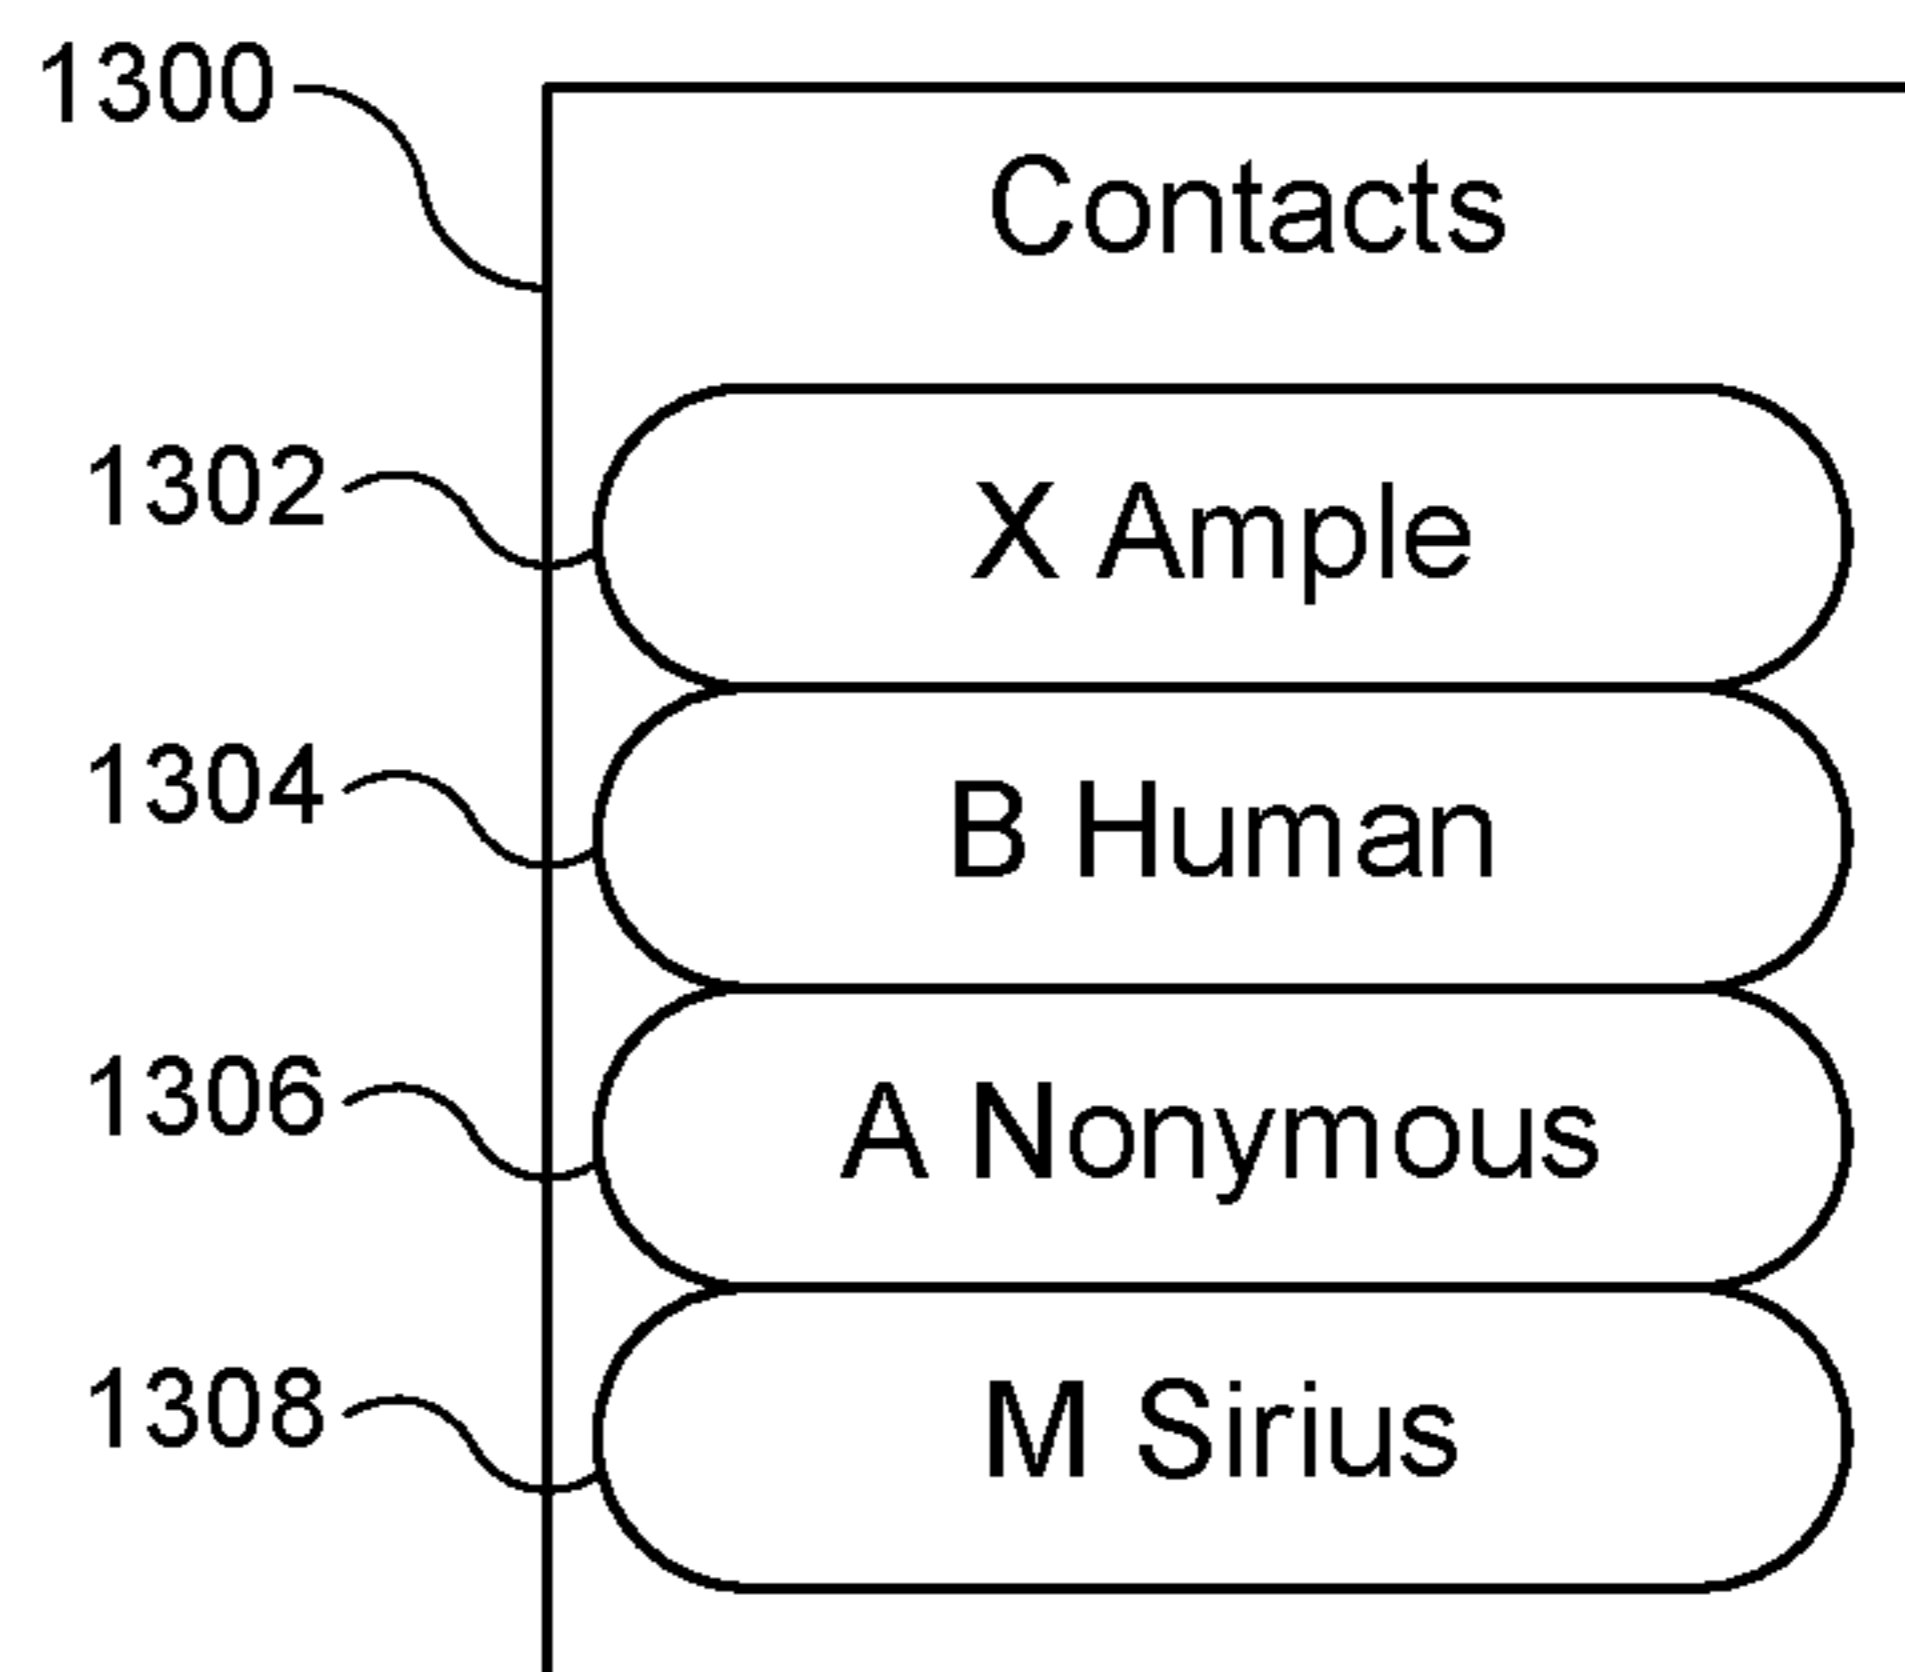 1300
Contacts
1302
X Ample
1304
B Human
1306
A Nonymous
1308
M Sirius